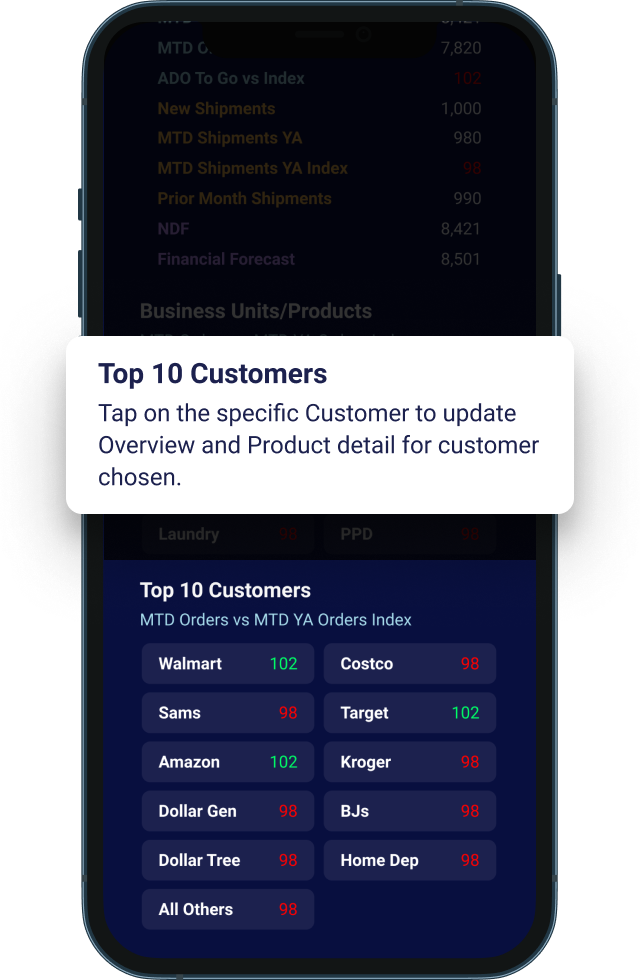 MTD O.
7,820
ADO To Go vs Index 102
New Shipments 1,000
MTD Shipments YA 980
MTD Shipments YA Index 98
Prior Month Shipments 990
NDF 8,421
Financial Forecast 8,501
Business Units/Products
Top 10 Customers
Tap on the specific Customer to update
Overview and Product detail for customer
chosen.
Laundry 98 PPD 98
Top 10 Customers
MTD Orders vs MTD YA Orders Index
Walmart 102 Costco 98
Sams 98 Target 102
Amazon 102 Kroger 98
Dollar Gen 98 BJs 98
Dollar Tree 98 Home Dep 98
All Others 98